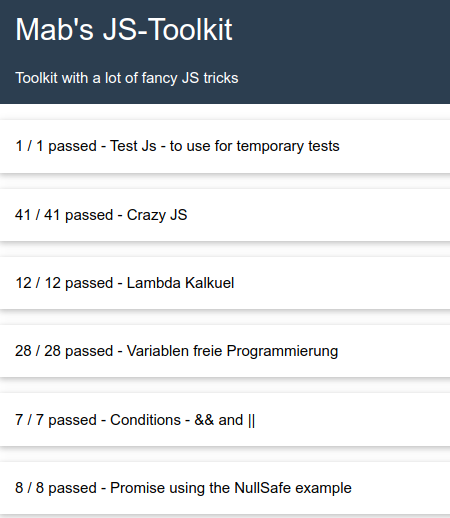 Mab's JS-Toolkit
Toolkit with a lot of fancy JS tricks
1 / 1 passed - Test Js - to use for temporary tests
41 / 41 passed - Crazy JS
12 / 12 passed - Lambda Kalkuel
28 / 28 passed - Variablen freie Programmierung
7 / 7 passed - Conditions - && and ||
8 / 8 passed - Promise using the NullSafe example